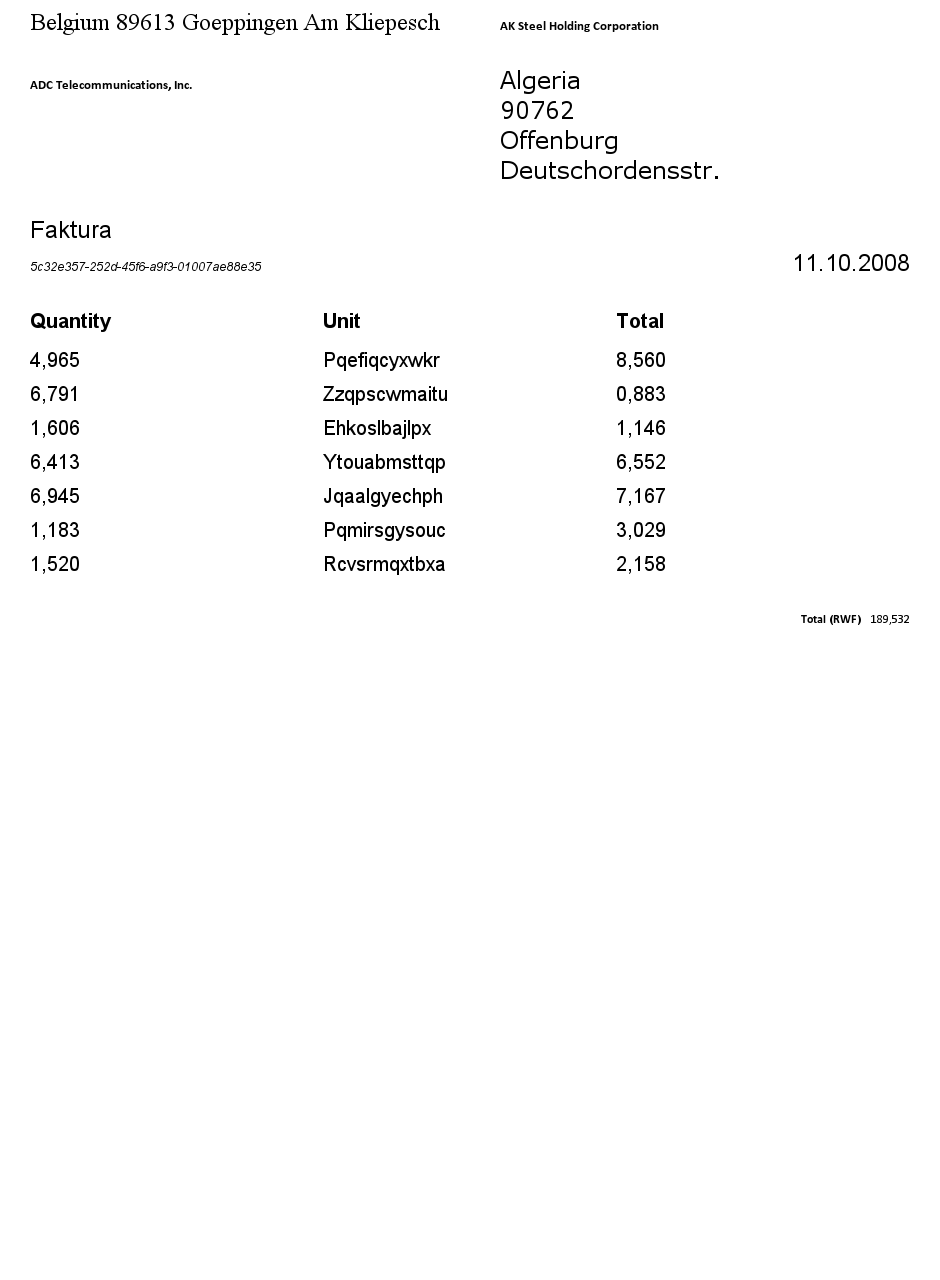 Belgium 89613 Goeppingen Am Kliepesch
ADC Telecommunications, Inc.
AK Steel Holding Corporation
Algeria
90762
Offenburg
Deutschordensstr.
Faktura
5c32e357-252d-45f6-a9f3-01007ae88e35
11.10.2008
Quantity Unit Total
4,965 Pqefiqcyxwkr 8,560
6,791 Zzqpscwmaitu 0,883
1,606 Ehkoslbajlpx 1,146
6,413 Ytouabmsttqp 6,552
6,945 Jqaalgyechph 7,167
1,183 Pqmirsgysouc 3,029
1,520 Rcvsrmqxtbxa 2,158
Total (RWF) 189,532